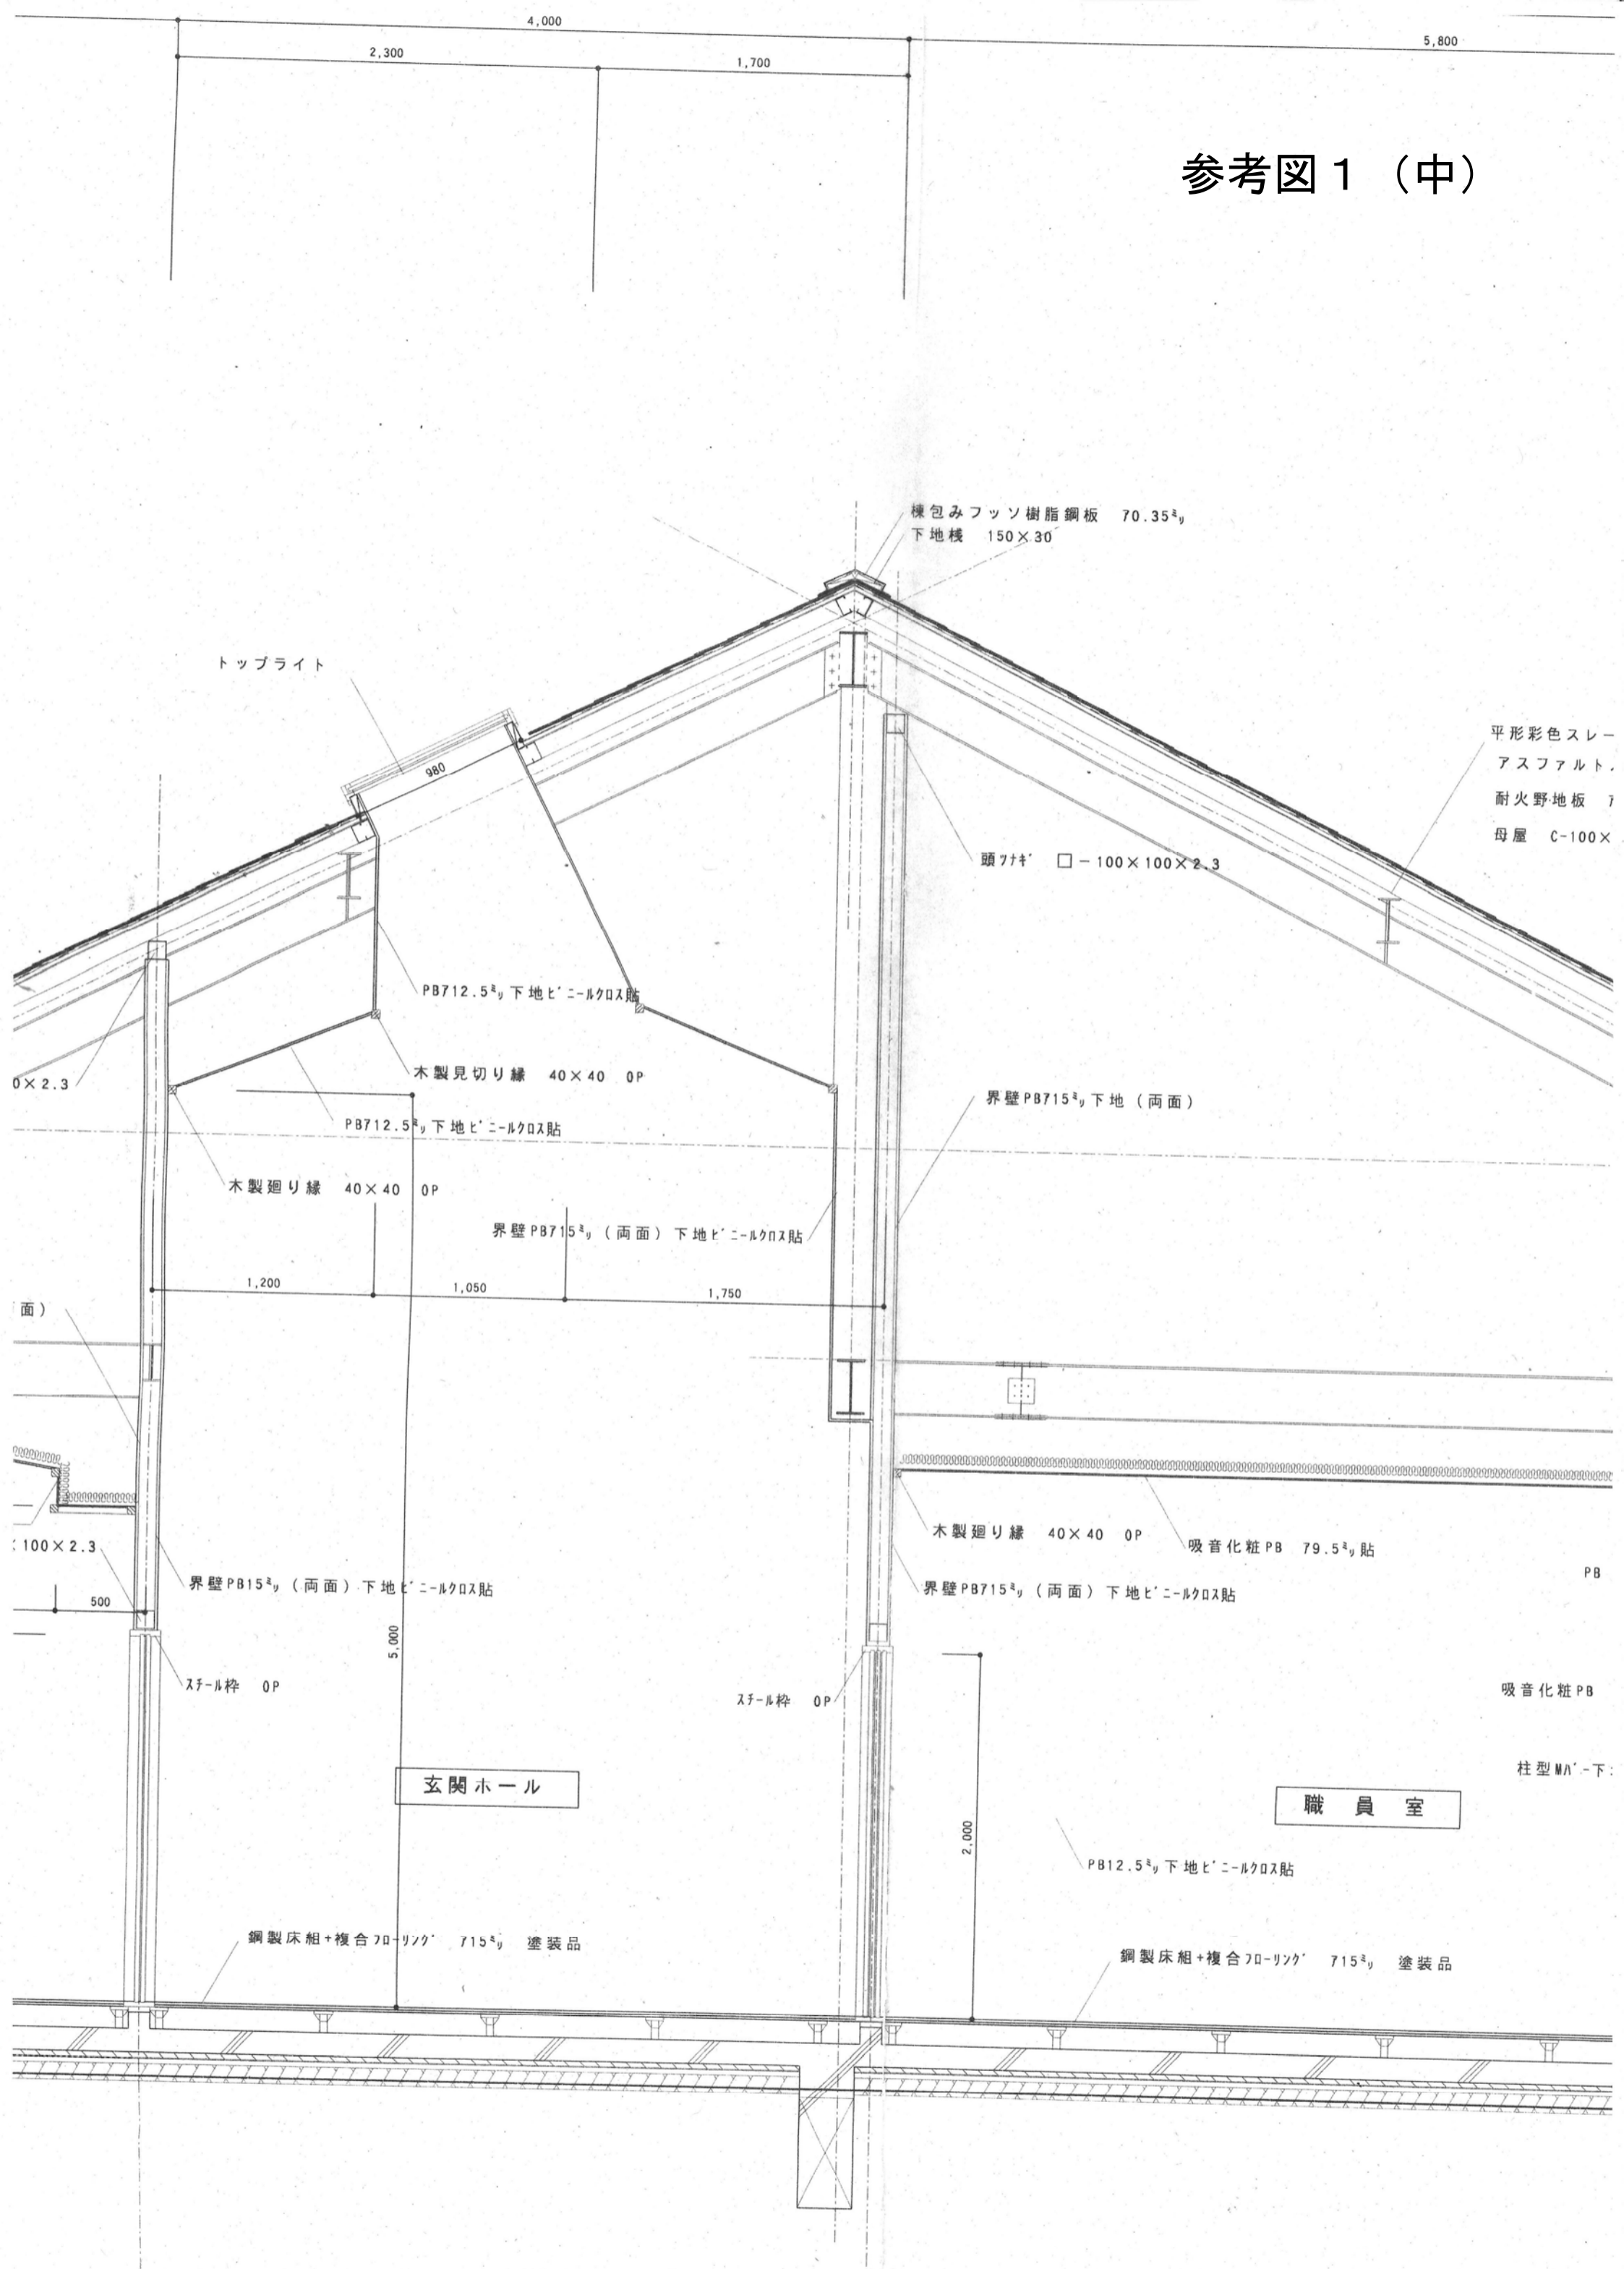 4,000
5,800
2,300
1,700
参考図1（中）
棟包みフッソ樹脂鋼板 70.35㍉
下地桟 150×30
トップライト
980
平形彩色スレー
アスファルト
耐火野地板 7
母屋 C-100×
頭ﾂﾅｷﾞ □－100×100×2.3
PB712.5㍉下地ﾋﾞﾆｰﾙｸﾛｽ貼
木製見切り縁 40×40 OP
0×2.3
界壁PB715㍉下地（両面）
PB712.5㍉下地ﾋﾞﾆｰﾙｸﾛｽ貼
木製廻り縁 40×40 OP
界壁PB715㍉（両面）下地ﾋﾞﾆｰﾙｸﾛｽ貼
1,200
1,050
1,750
面）
木製廻り縁 40×40 OP
吸音化粧PB 79.5㍉貼
×100×2.3
PB
界壁PB15㍉（両面）下地ﾋﾞﾆｰﾙｸﾛｽ貼
界壁PB715㍉（両面）下地ﾋﾞﾆｰﾙｸﾛｽ貼
500
5,000
ｽﾁｰﾙ枠 OP
ｽﾁｰﾙ枠 OP
吸音化粧PB
柱型Mﾊﾞｰ下
玄関ホール
職員室
2,000
PB12.5㍉下地ﾋﾞﾆｰﾙｸﾛｽ貼
鋼製床組+複合ﾌﾛｰﾘﾝｸﾞ 715㍉ 塗装品
鋼製床組+複合ﾌﾛｰﾘﾝｸﾞ 715㍉ 塗装品